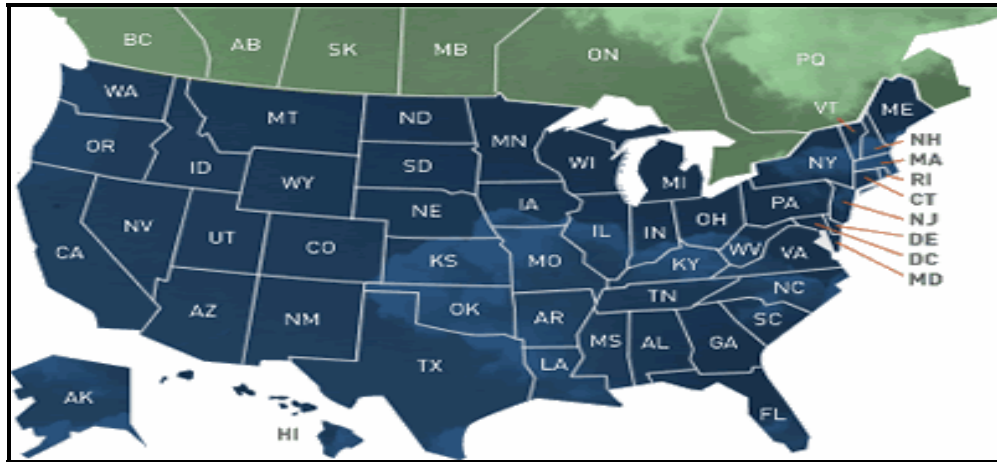 BC
AB
SK
MB
ON
PQ
WA
MT
ND
MN
VT
ME
OR
ID
SD
WI
NY
NH
MA
WY
MI
RI
CT
NE
IA
PA
NJ
NV
UT
CO
IL
IN
OH
DE
CA
KS
MO
WV
VA
DC
KY
MD
AZ
NM
OK
AR
TN
NC
SC
TX
LA
MS
AL
GA
AK
FL
HI